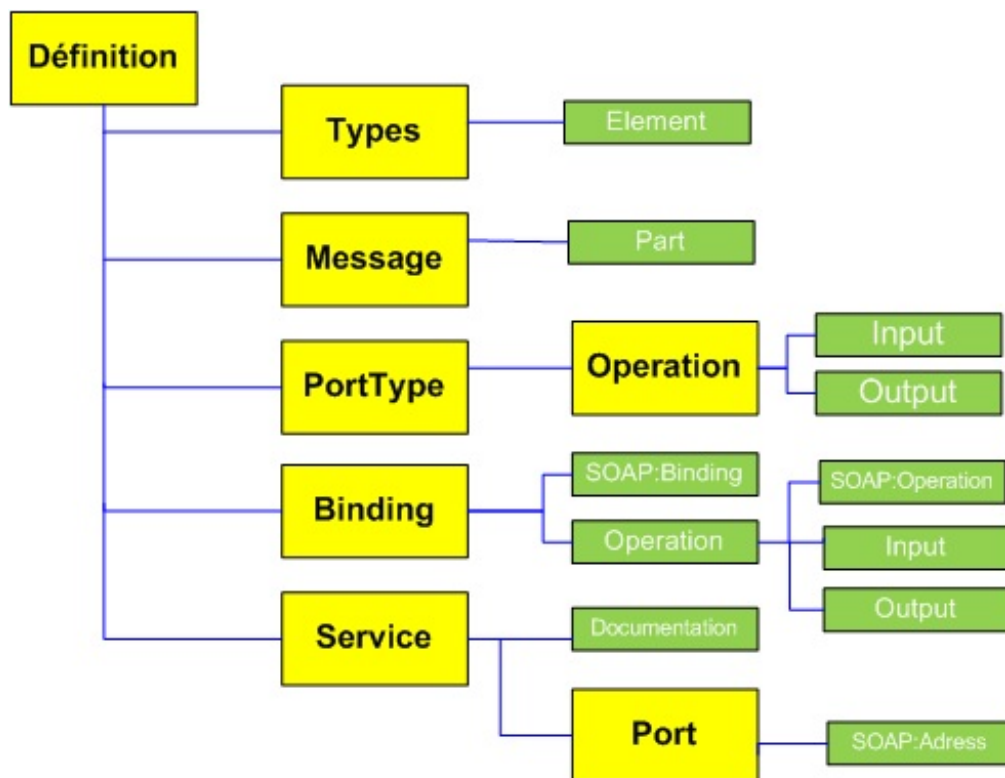 Définition
Types
Element
Message
Part
PortType
Operation
Input
Output
Binding
SOAP:Binding
Operation
SOAP:Operation
Input
Output
Service
Documentation
Port
SOAP:Adress